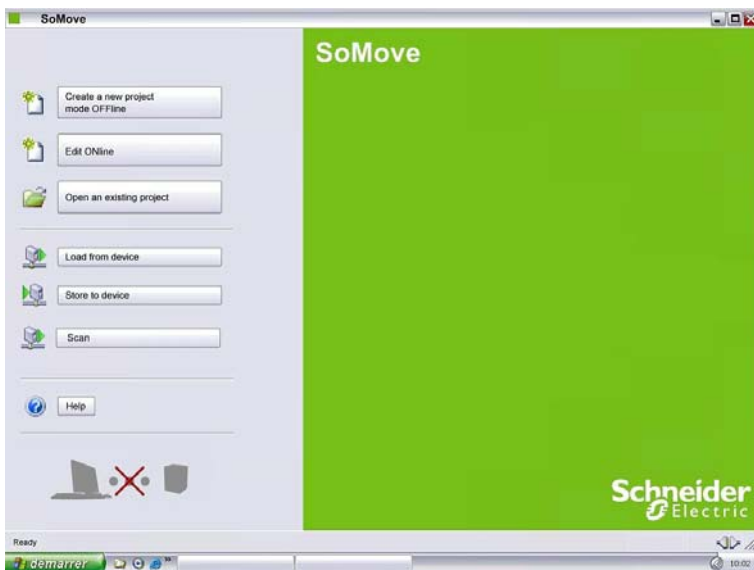 SoMove
SoMove
Create a new project
mode OFFline
Edit ONline
Open an existing project
Load from device
Store to device
Scan
Help
Schneider
Electric
Ready
démarrer
10:02